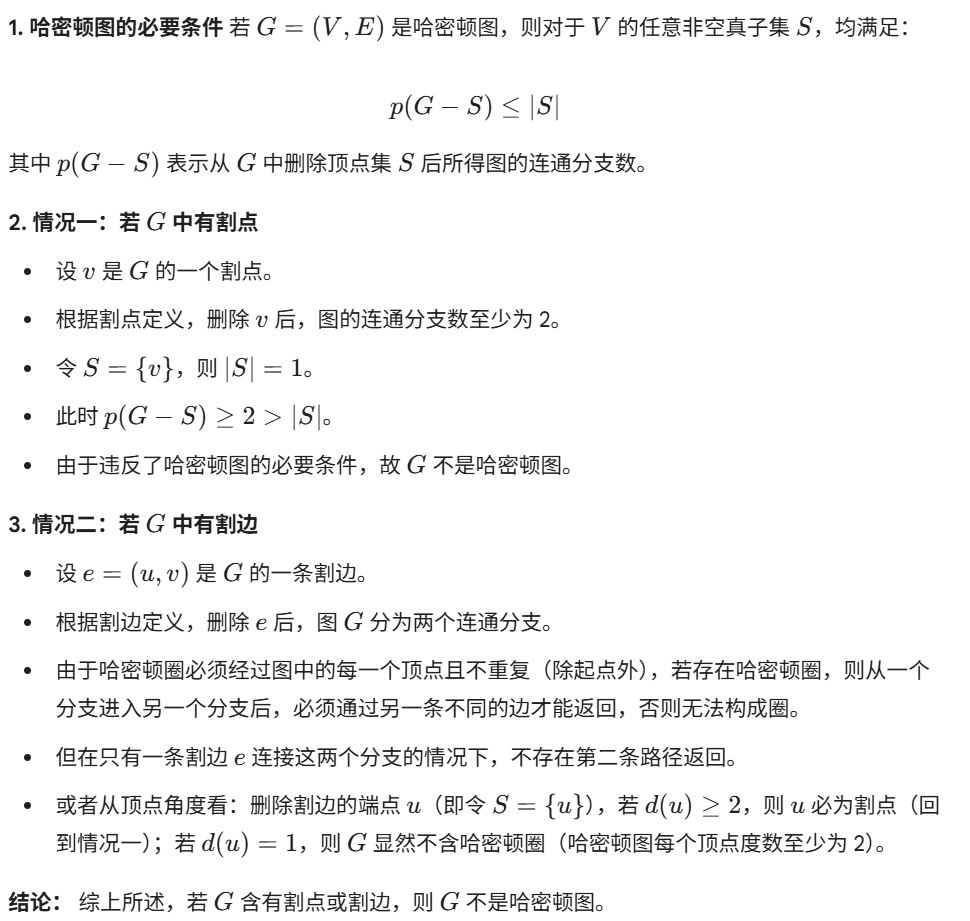 1. 哈密顿图的必要条件 若 G = (V, E) 是哈密顿图，则对于 V 的任意非空真子集 S，均满足：
p(G − S) ≤ |S|
其中 p(G − S) 表示从 G 中删除顶点集 S 后所得图的连通分支数。
2. 情况一：若 G 中有割点
• 设 v 是 G 的一个割点。
• 根据割点定义，删除 v 后，图的连通分支数至少为 2。
• 令 S = {v}，则 |S| = 1。
• 此时 p(G − S) ≥ 2 > |S|。
• 由于违反了哈密顿图的必要条件，故 G 不是哈密顿图。
3. 情况二：若 G 中有割边
• 设 e = (u, v) 是 G 的一条割边。
• 根据割边定义，删除 e 后，图 G 分为两个连通分支。
• 由于哈密顿圈必须经过图中的每一个顶点且不重复（除起点外），若存在哈密顿圈，则从一个
分支进入另一个分支后，必须通过另一条不同的边才能返回，否则无法构成圈。
• 但在只有一条割边 e 连接这两个分支的情况下，不存在第二条路径返回。
• 或者从顶点角度看：删除割边的端点 u（即令 S = {u}），若 d(u) ≥ 2，则 u 必为割点（回
到情况一）；若 d(u) = 1，则 G 显然不含哈密顿圈（哈密顿图每个顶点度数至少为 2）。
结论： 综上所述，若 G 含有割点或割边，则 G 不是哈密顿图。